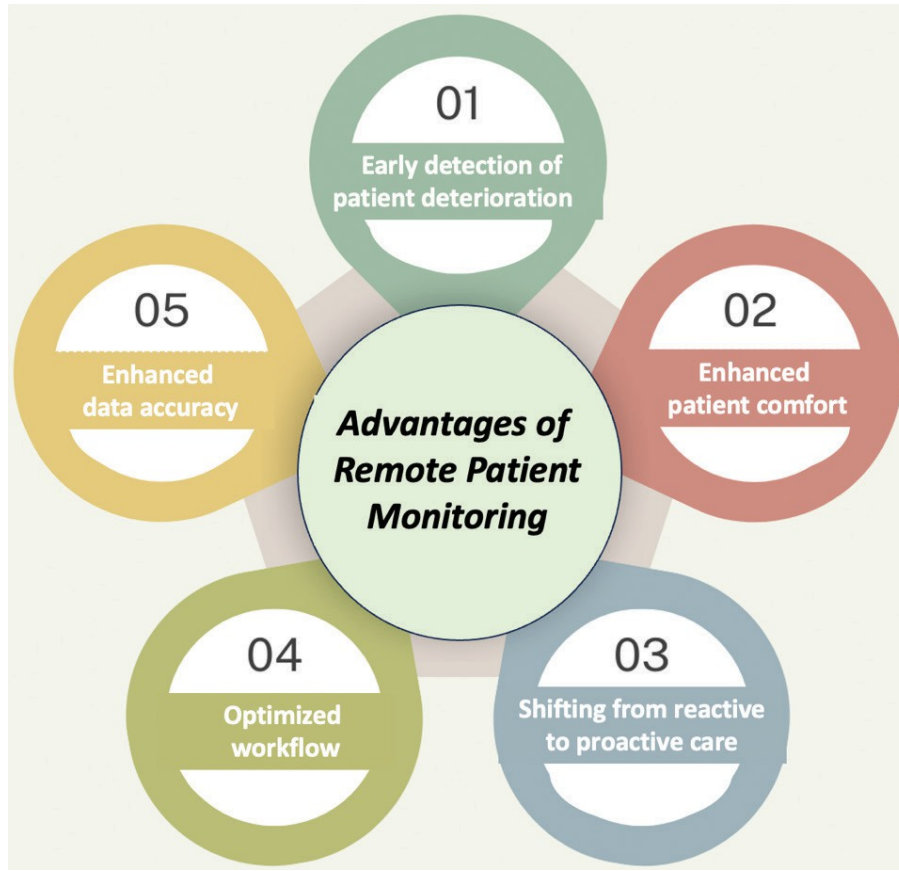 01
Early detection of
patient deterioration
02
Enhanced
patient comfort
03
Shifting from reactive
to proactive care
04
Optimized
workflow
05
Enhanced
data accuracy
Advantages of
Remote Patient
Monitoring